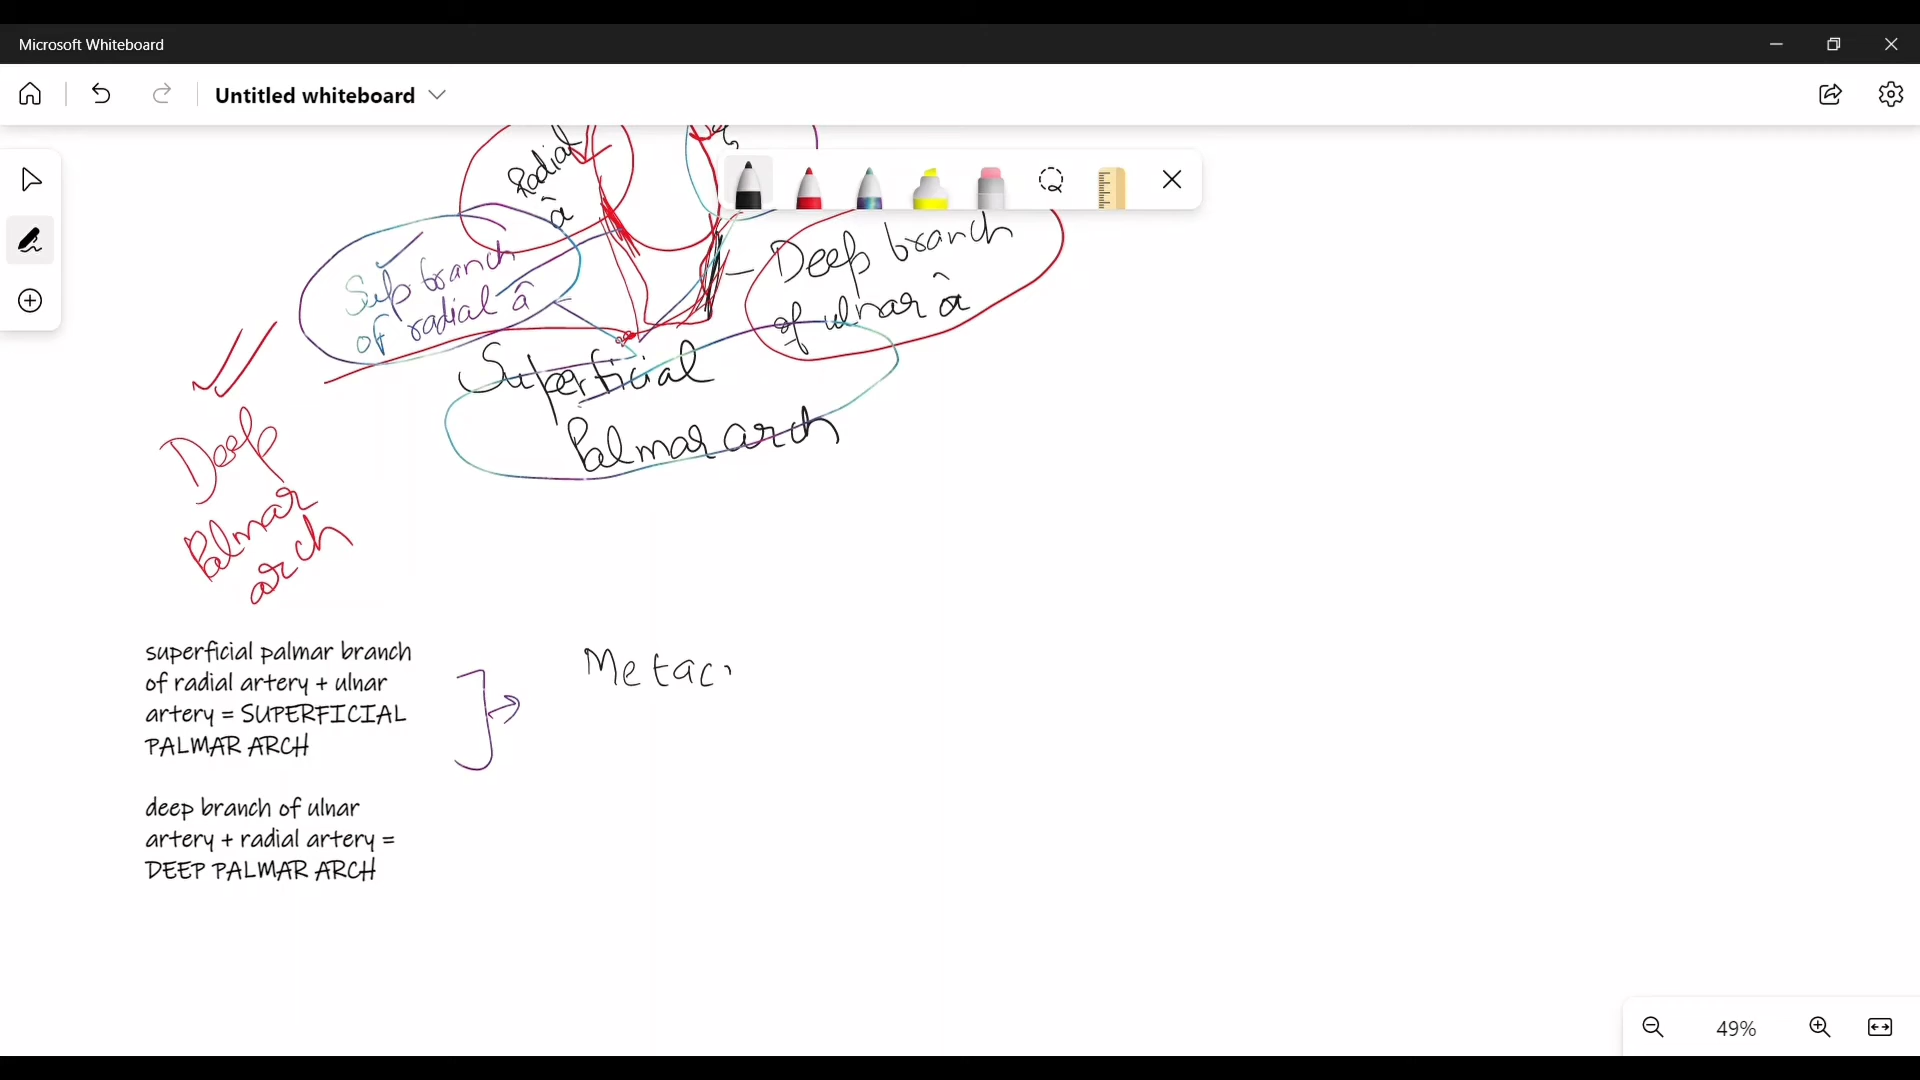 Microsoft Whiteboard
Untitled whiteboard
Radial
â
Sup branch
of radial â
Deep branch
of ulnar â
Superficial
Palmar arch
Deep
Palmar
arch
superficial palmar branch
of radial artery + ulnar
artery = SUPERFICIAL
PALMAR ARCH
Metac
deep branch of ulnar
artery + radial artery =
DEEP PALMAR ARCH
49%